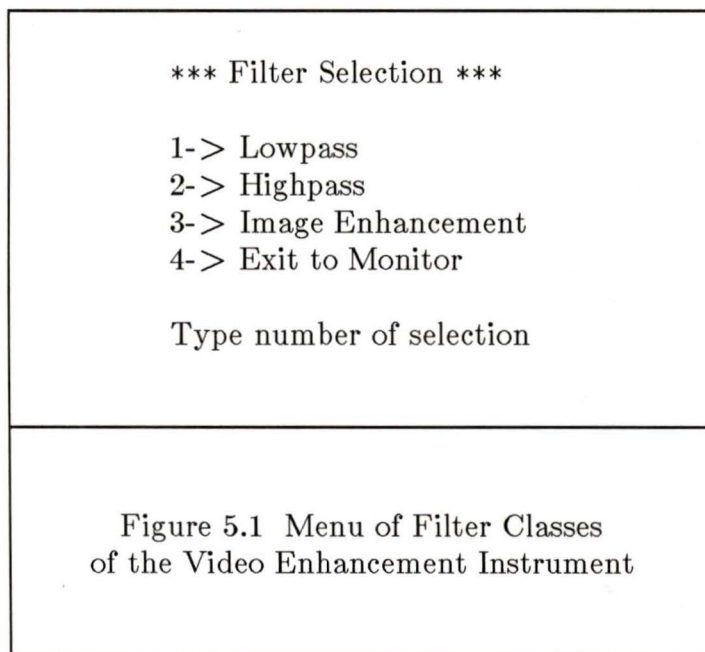 *** Filter Selection ***
1-> Lowpass
2-> Highpass
3-> Image Enhancement
4-> Exit to Monitor
Type number of selection
Figure 5.1 Menu of Filter Classes
of the Video Enhancement Instrument